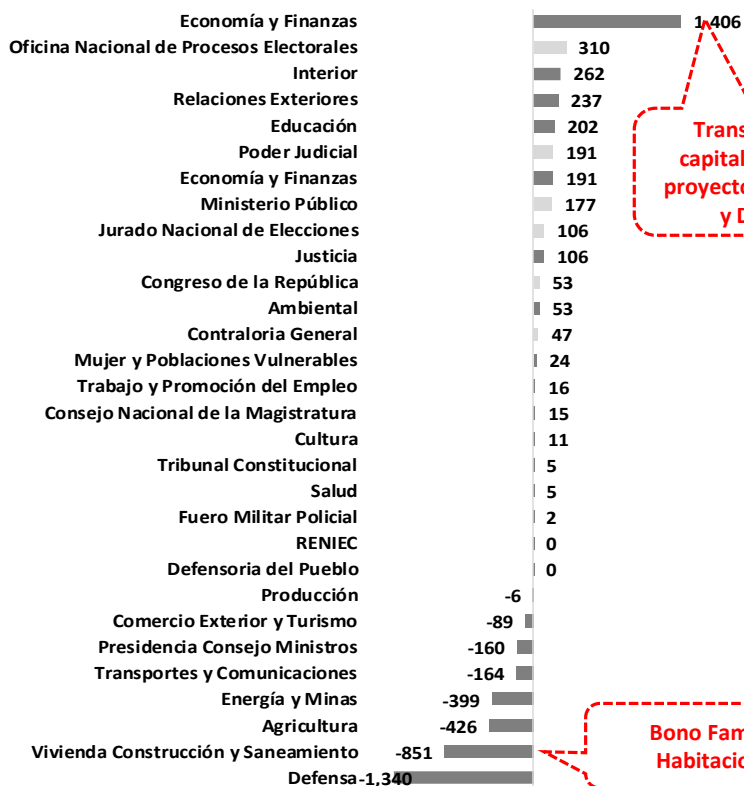 Economía y Finanzas 1,406
Oficina Nacional de Procesos Electorales 310
Interior 262
Relaciones Exteriores 237
Educación 202
Poder Judicial 191
Economía y Finanzas 191
Ministerio Público 177
Jurado Nacional de Elecciones 106
Justicia 106
Congreso de la República 53
Ambiental 53
Contraloria General 47
Mujer y Poblaciones Vulnerables 24
Trabajo y Promoción del Empleo 16
Consejo Nacional de la Magistratura 15
Cultura 11
Tribunal Constitucional 5
Salud 5
Fuero Militar Policial 2
RENIEC 0
Defensoria del Pueblo 0
Producción -6
Comercio Exterior y Turismo -89
Presidencia Consejo Ministros -160
Transportes y Comunicaciones -164
Energía y Minas -399
Agricultura -426
Vivienda Construcción y Saneamiento -851
Defensa -1,340
Trans
capital
proyecto
y D
Bono Fam
Habitacio